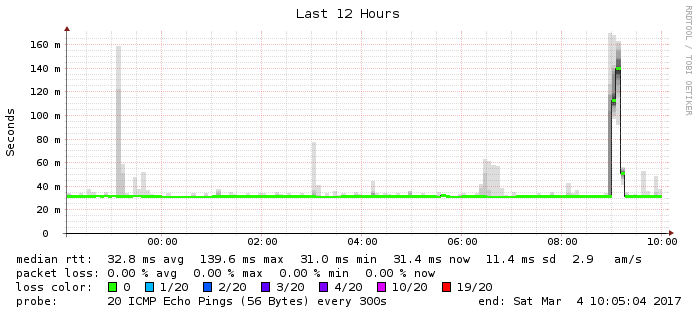 Last 12 Hours
RRDTOOL / TOBI OETIKER
Seconds
160 m
140 m
120 m
100 m
80 m
60 m
40 m
20 m
0
00:00 02:00 04:00 06:00 08:00 10:00
median rtt: 32.8 ms avg 139.6 ms max 31.0 ms min 31.4 ms now 11.4 ms sd 2.9 am/s
packet loss: 0.00 % avg 0.00 % max 0.00 % min 0.00 % now
loss color: 0 1/20 2/20 3/20 4/20 10/20 19/20
probe: 20 ICMP Echo Pings (56 Bytes) every 300s end: Sat Mar 4 10:05:04 2017